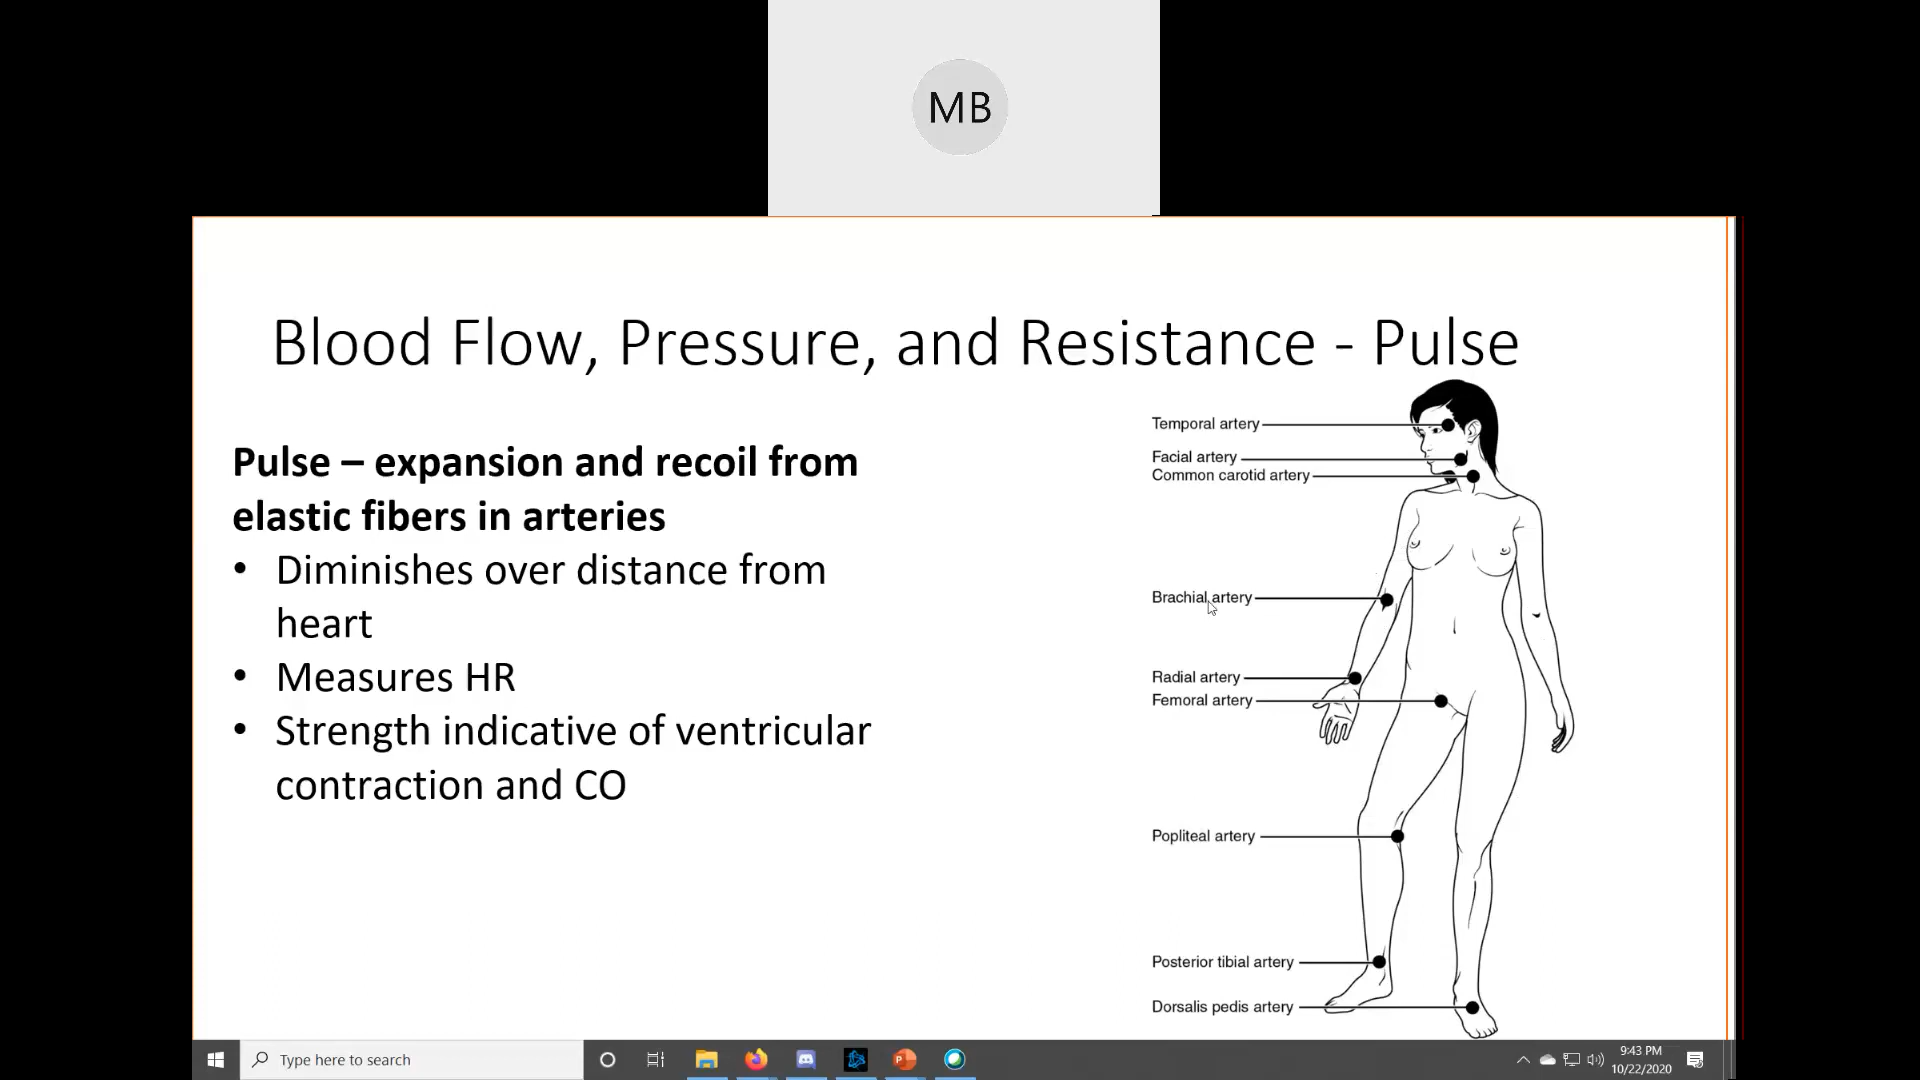 MB
Blood Flow, Pressure, and Resistance - Pulse
Pulse – expansion and recoil from
elastic fibers in arteries
• Diminishes over distance from
heart
• Measures HR
• Strength indicative of ventricular
contraction and CO
Temporal artery
Facial artery
Common carotid artery
Brachial artery
Radial artery
Femoral artery
Popliteal artery
Posterior tibial artery
Dorsalis pedis artery
Type here to search
9:43 PM
10/22/2020